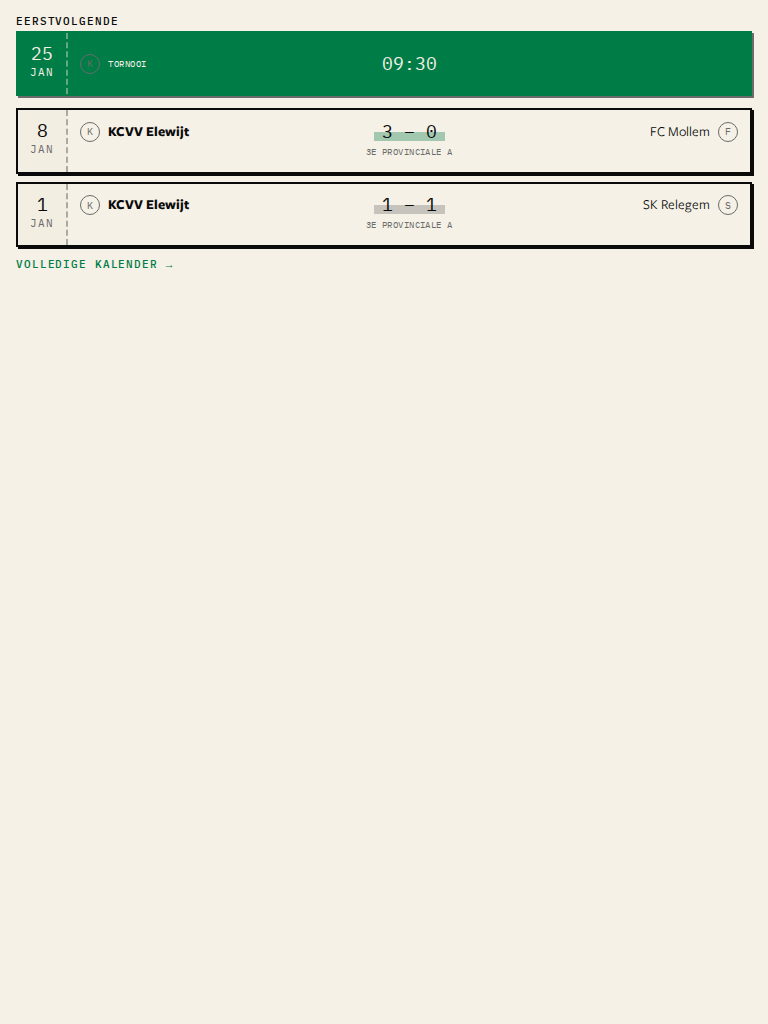 EERSTVOLGENDE
25 JAN K TORNOOI 09:30
8 JAN K KCVV Elewijt 3 – 0 FC Mollem F
3E PROVINCIALE A
1 JAN K KCVV Elewijt 1 – 1 SK Relegem S
3E PROVINCIALE A
VOLLEDIGE KALENDER →